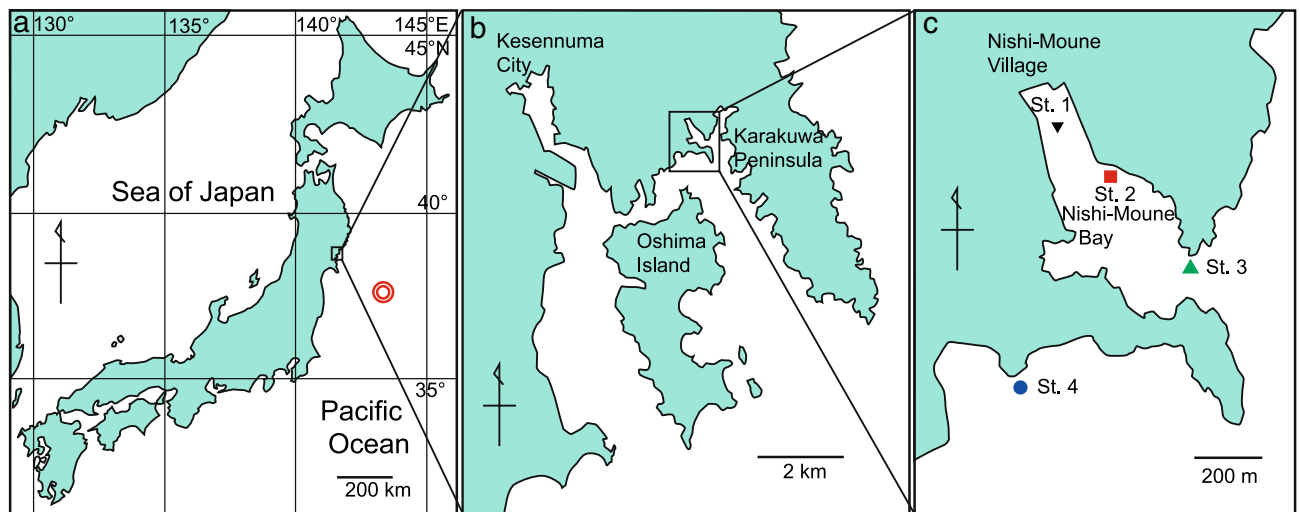 a
130°
135°
140°
145°E
45°N
Sea of Japan
40°
35°
Pacific
Ocean
200 km
b
Kesennuma
City
Karakuwa
Peninsula
Oshima
Island
2 km
c
Nishi-Moune
Village
St. 1
St. 2
Nishi-Moune
Bay
St. 3
St. 4
200 m